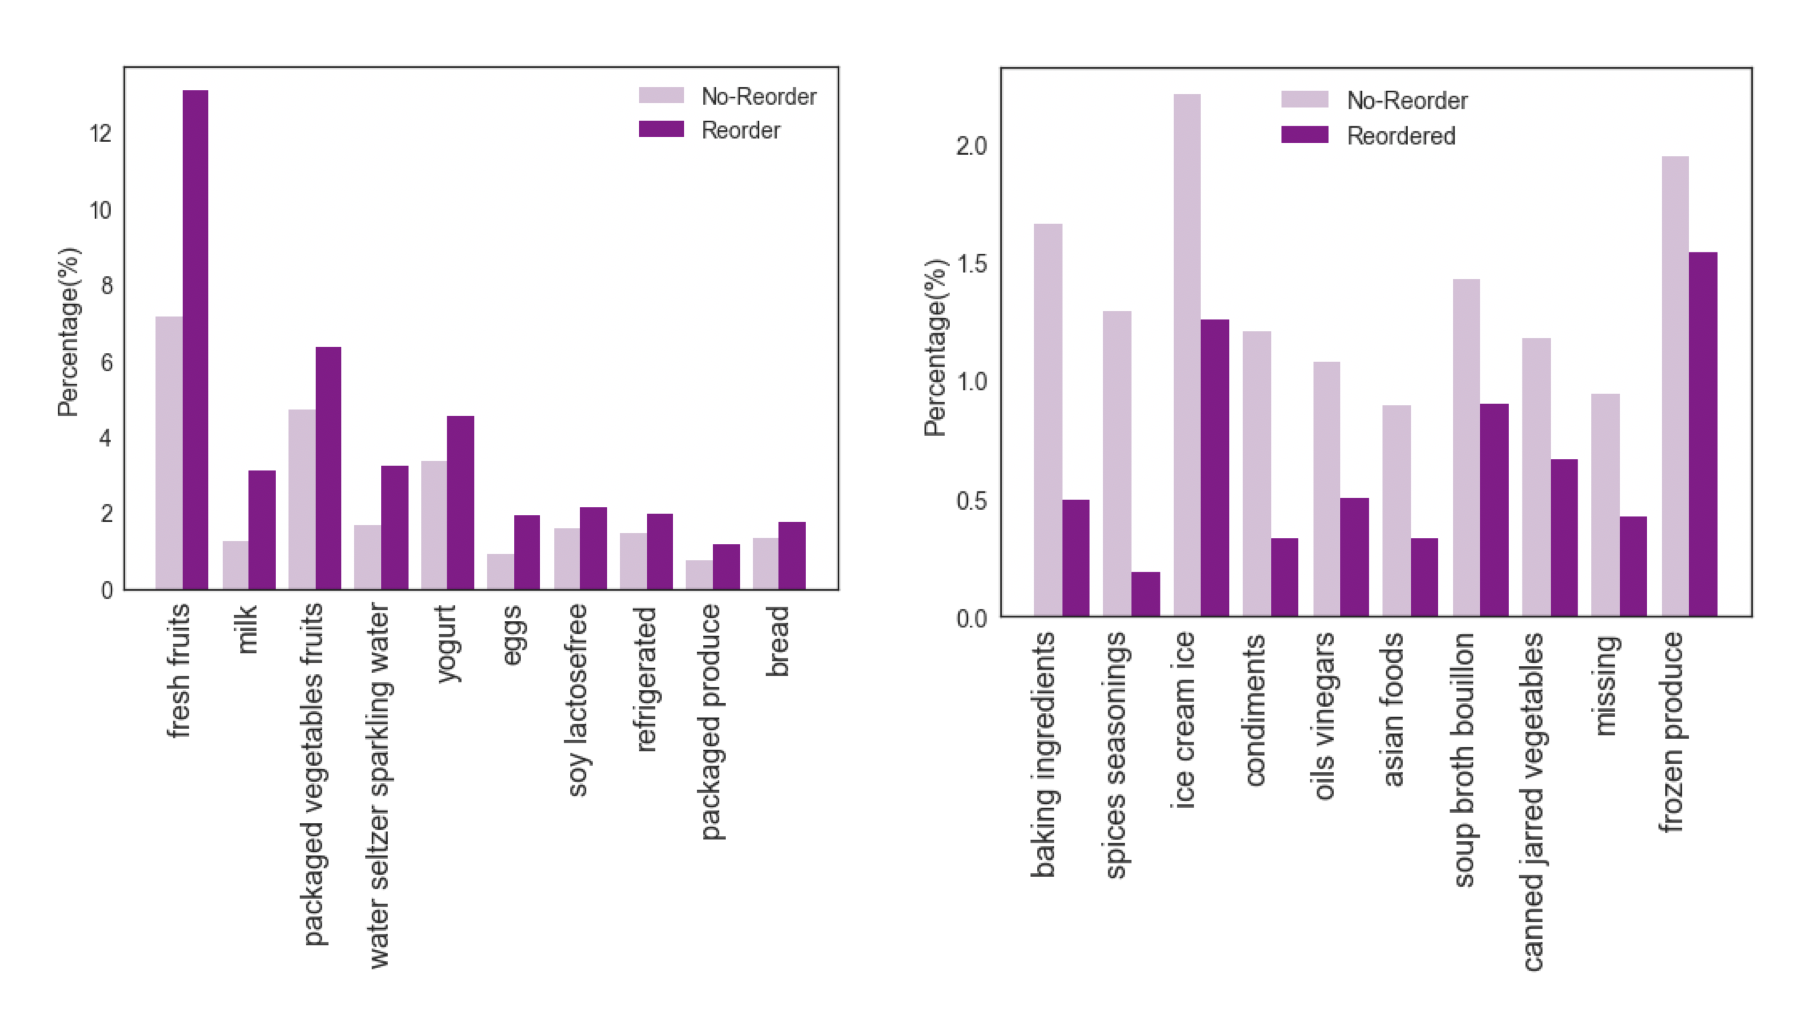 No-Reorder
Reorder
Percentage(%)
12
10
8
6
4
2
0
fresh fruits
milk
packaged vegetables fruits
water seltzer sparkling water
yogurt
eggs
soy lactosefree
refrigerated
packaged produce
bread
No-Reorder
Reordered
Percentage(%)
2.0
1.5
1.0
0.5
0.0
baking ingredients
spices seasonings
ice cream ice
condiments
oils vinegars
asian foods
soup broth bouillon
canned jarred vegetables
missing
frozen produce